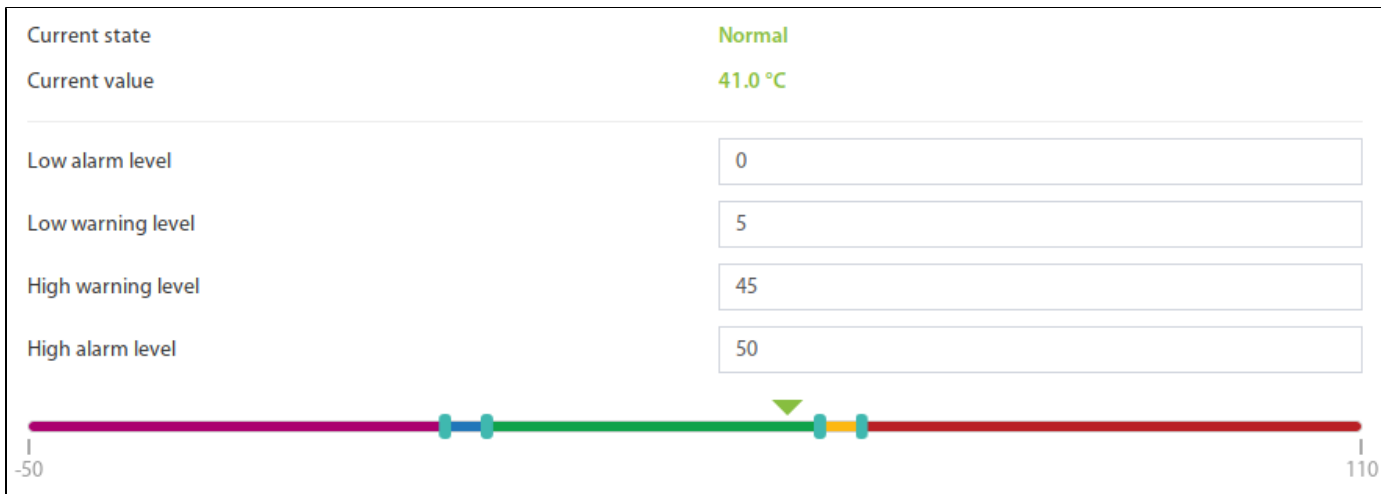 Current state Normal
Current value 41.0 °C
Low alarm level 0
Low warning level 5
High warning level 45
High alarm level 50
-50 110